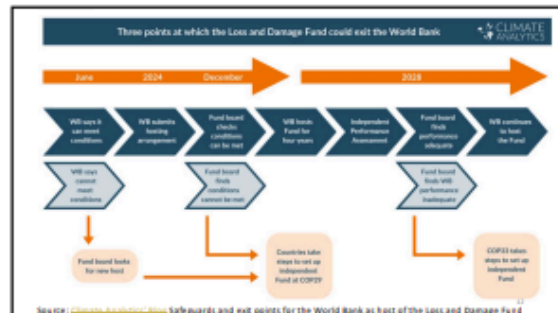 Three points at which the Loss and Damage Fund could exit the World Bank
CLIMATE
ANALYTICS
June 2024 December
2028
WB says it
can meet
conditions
WB submits
hosting
arrangement
Fund board
checks
conditions
can be met
WB hosts
Fund for
four years
Independent
Performance
Assessment
Fund board
finds
performance
adequate
WB continues
to host
the Fund
WB says
cannot
meet
conditions
Fund board
finds
conditions
cannot be met
Fund board
finds WB
performance
inadequate
Fund board looks
for new host
Countries take
steps to set up
independent
Fund at COP29
COP33 takes
steps to set up
independent
Fund
Source: Climate Analytics' Blog Safeguards and exit points for the World Bank as host of the Loss and Damage Fund